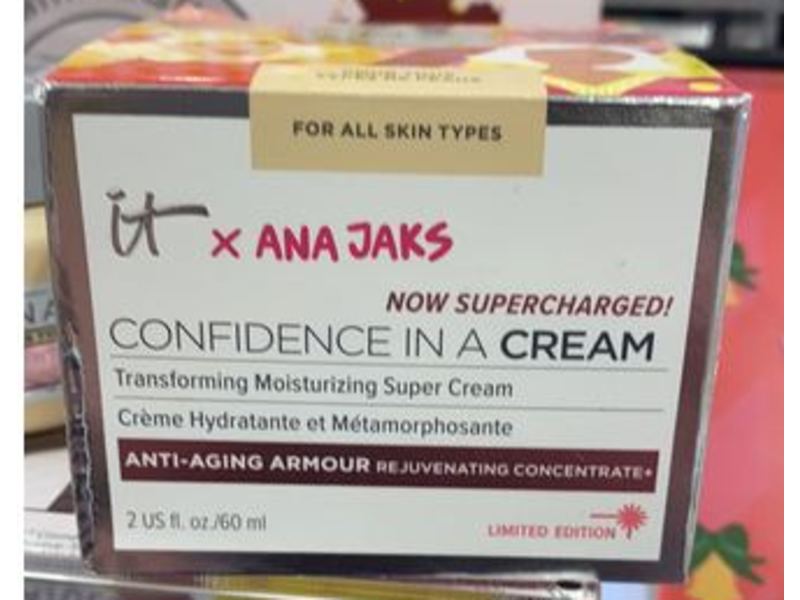 FOR ALL SKIN TYPES
it x ANA JAKS
NOW SUPERCHARGED!
CONFIDENCE IN A CREAM
Transforming Moisturizing Super Cream
Crème Hydratante et Métamorphosante
ANTI-AGING ARMOUR REJUVENATING CONCENTRATE+
2 US fl. oz./60 ml
LIMITED EDITION